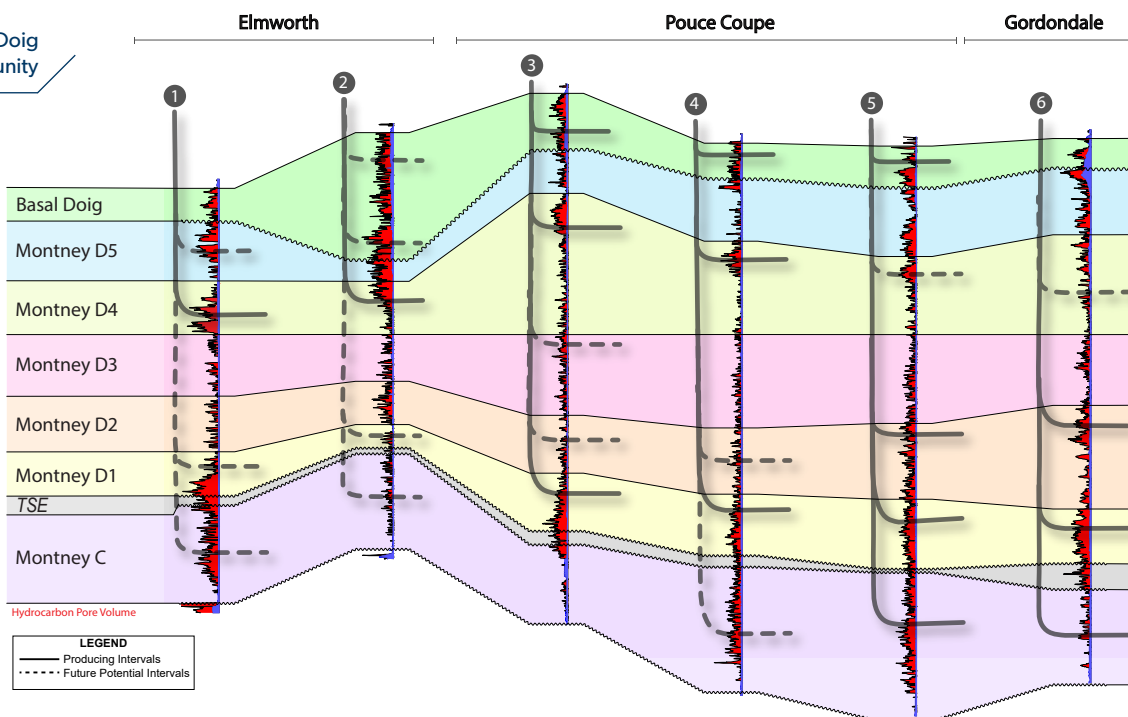 Elmworth
Pouce Coupe
Gordondale
Doig
unity
1
2
3
4
5
6
Basal Doig
Montney D5
Montney D4
Montney D3
Montney D2
Montney D1
TSE
Montney C
Hydrocarbon Pore Volume
LEGEND
Producing Intervals
Future Potential Intervals